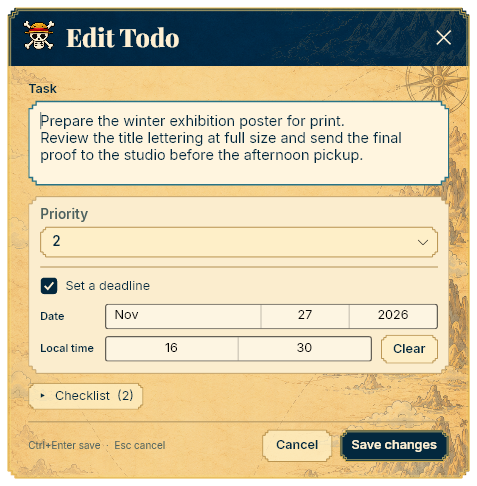 Edit Todo
Task
Prepare the winter exhibition poster for print.
Review the title lettering at full size and send the final
proof to the studio before the afternoon pickup.
Priority
2
Set a deadline
Date Nov 27 2026
Local time 16 30 Clear
Checklist (2)
Ctrl+Enter save · Esc cancel Cancel Save changes